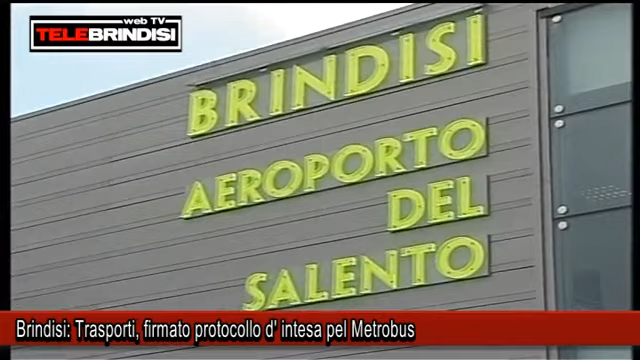 web TV
TELEBRINDISI
BRINDISI
AEROPORTO
DEL
SALENTO
Brindisi: Trasporti, firmato protocollo d' intesa pel Metrobus